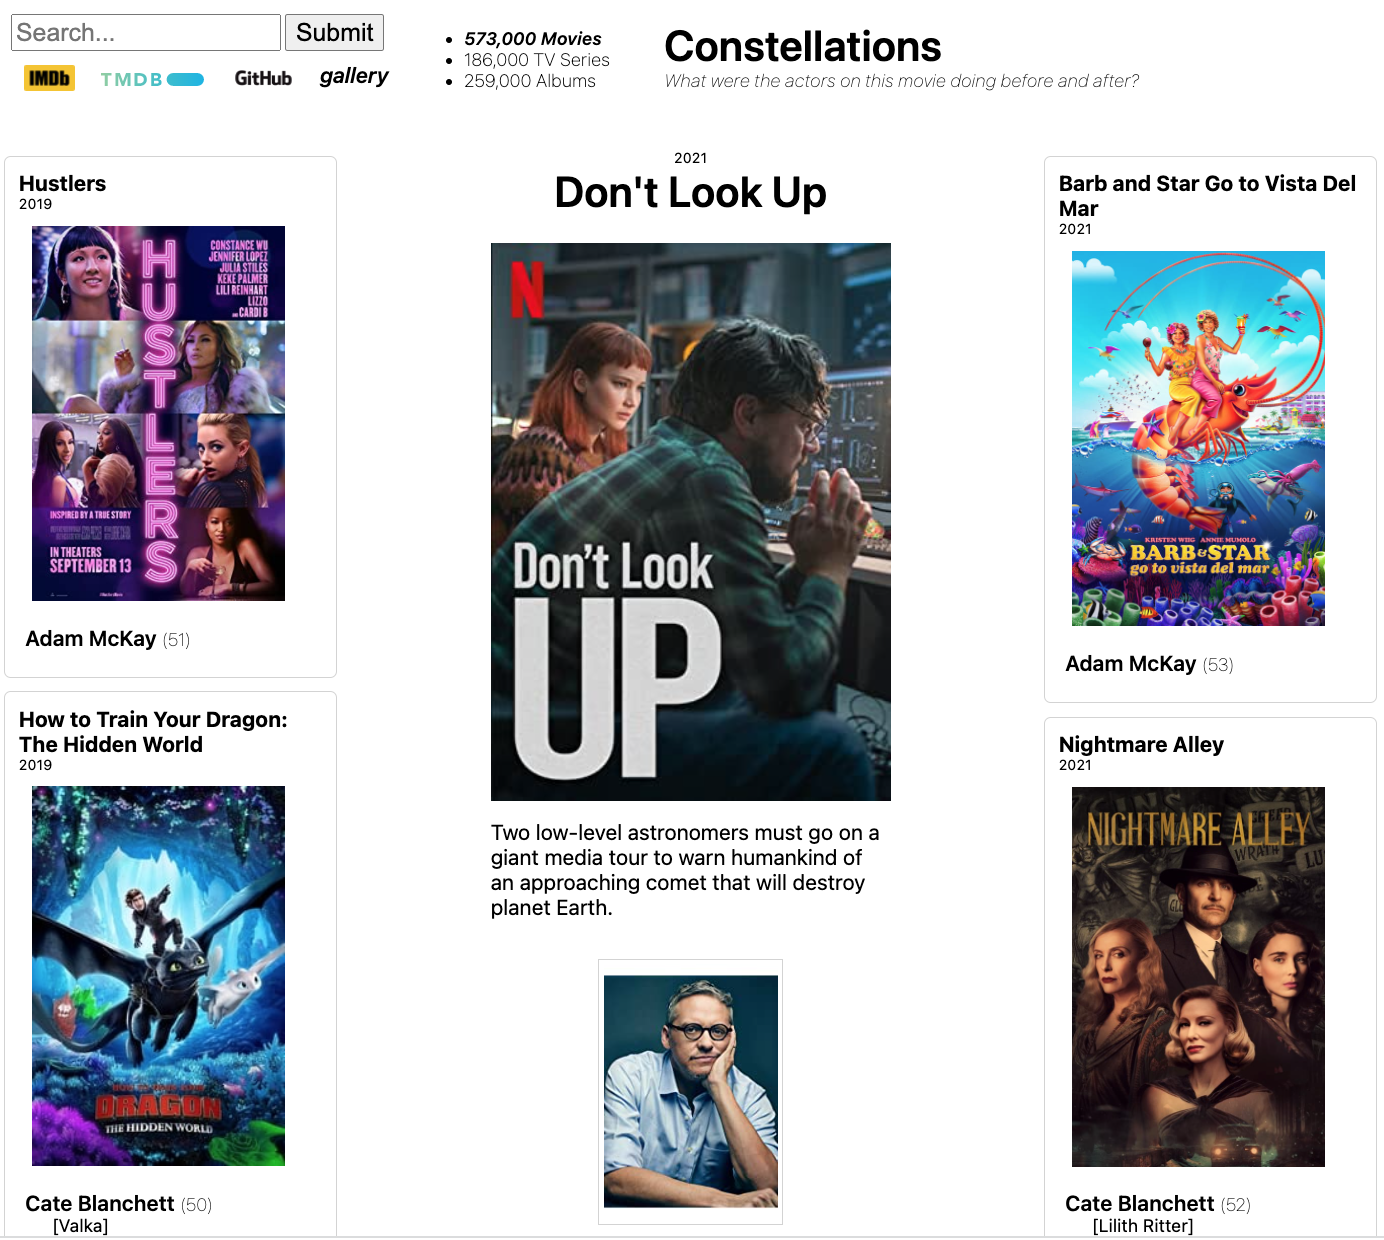 Search...
Submit
IMDb
TMDB
GitHub
gallery
573,000 Movies
186,000 TV Series
259,000 Albums
Constellations
What were the actors on this movie doing before and after?
Hustlers
2019
HUSTLERS
CONSTANCE WU
JENNIFER LOPEZ
JULIA STILES
KEKE PALMER
LILI REINHART
LIZZO
AND CARDI B
INSPIRED BY A TRUE STORY
IN THEATERS
SEPTEMBER 13
Adam McKay (51)
How to Train Your Dragon:
The Hidden World
2019
HOW TO TRAIN YOUR
DRAGON
THE HIDDEN WORLD
Cate Blanchett (50)
[Valka]
2021
Don't Look Up
N
Don't Look
UP
Two low-level astronomers must go on a
giant media tour to warn humankind of
an approaching comet that will destroy
planet Earth.
Barb and Star Go to Vista Del
Mar
2021
KRISTEN WIIG ANNIE MUMOLO
BARB & STAR
go to vista del mar
Adam McKay (53)
Nightmare Alley
2021
NIGHTMARE ALLEY
WRATH
LU
Cate Blanchett (52)
[Lilith Ritter]